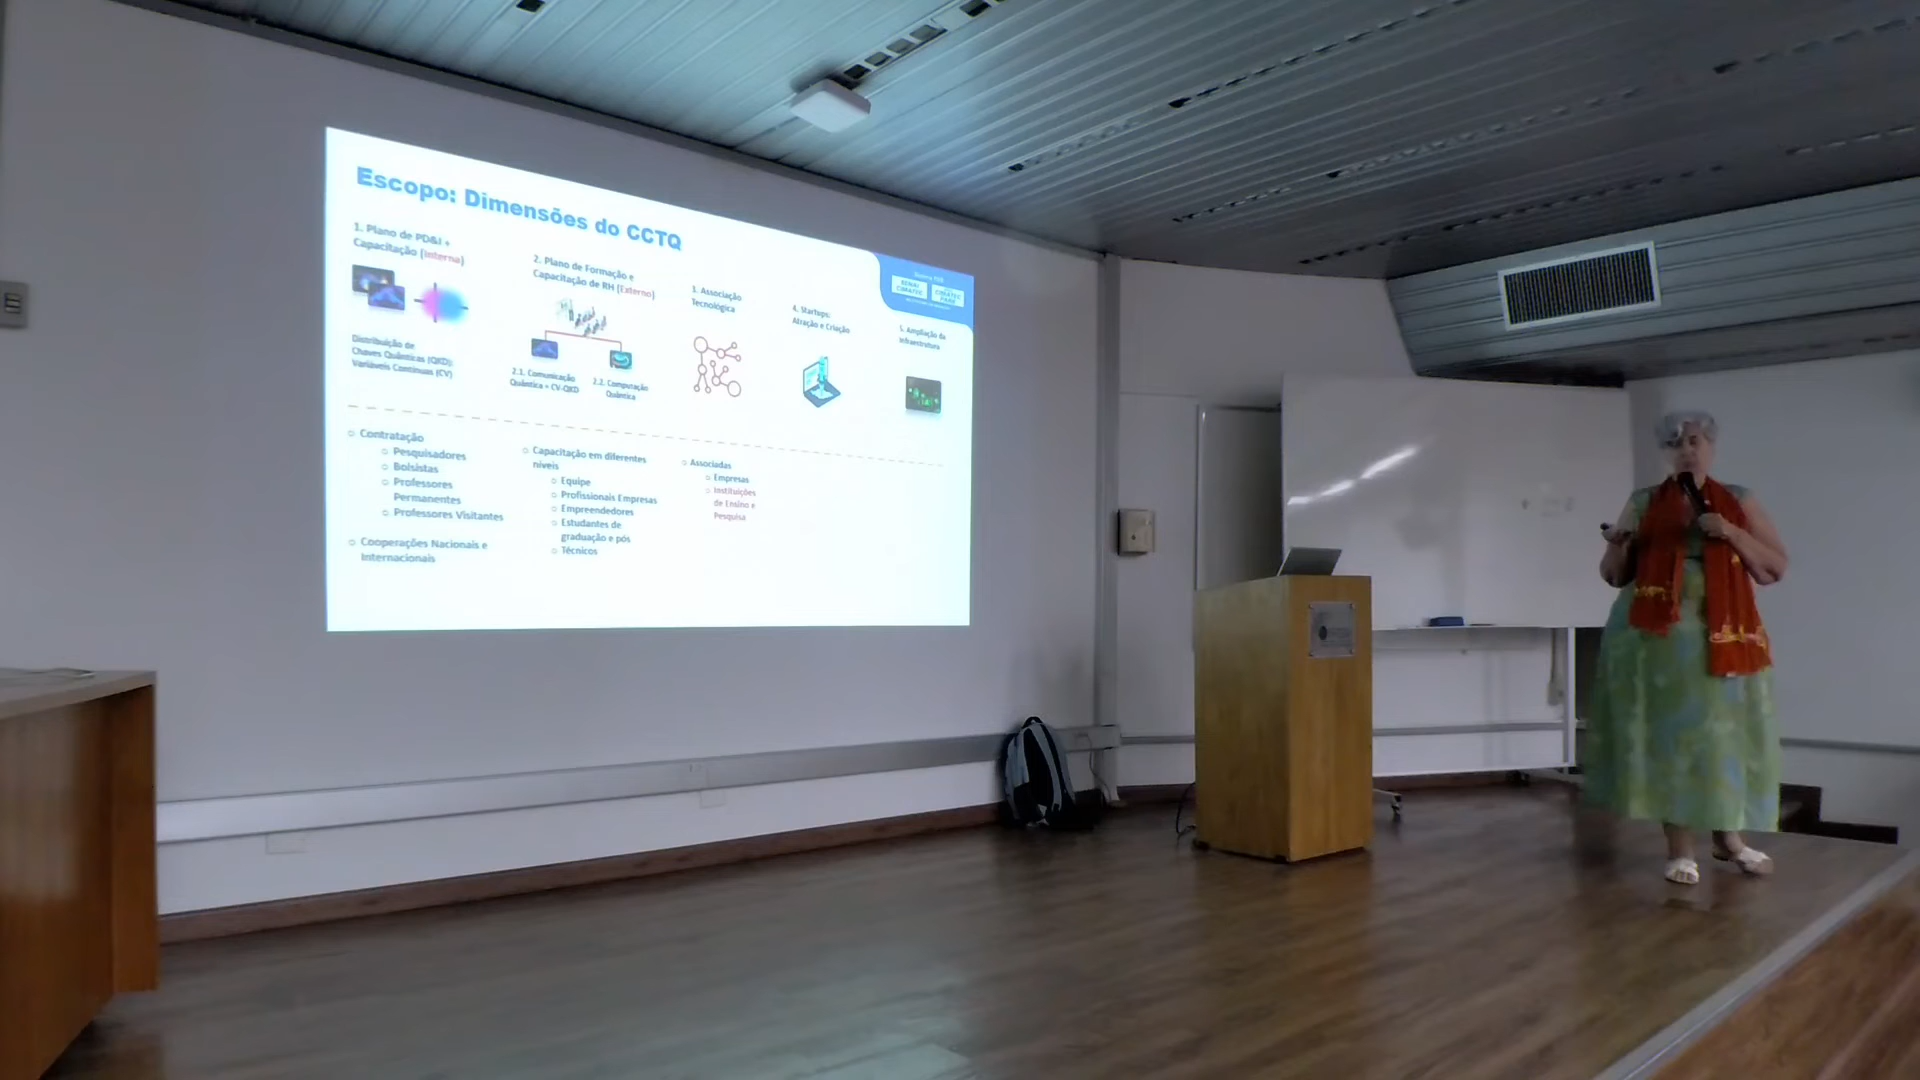 Escopo: Dimensões do CCTQ
1. Plano de PD&I +
Capacitação (Interna)
Distribuição de
Chaves Quânticas (QKD):
Variáveis Contínuas (CV)
2. Plano de Formação e
Capacitação de RH (Externo)
2.1. Comunicação
Quântica + CV-QKD
2.2. Computação
Quântica
3. Associação
Tecnológica
4. Startups:
Atração e Criação
5. Ampliação da
Infraestrutura
SENAI
CIMATEC
CIMATEC
PARK
Contratação
Pesquisadores
Bolsistas
Professores
Permanentes
Professores Visitantes
Cooperações Nacionais e
Internacionais
Capacitação em diferentes
níveis
Equipe
Profissionais Empresas
Empreendedores
Estudantes de
graduação e pós
Técnicos
Associadas
Empresas
Instituições
de Ensino e
Pesquisa